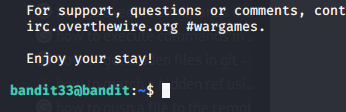 For support, questions or comments, cont
irc.overthewire.org #wargames.
Enjoy your stay!
bandit33@bandit:~$